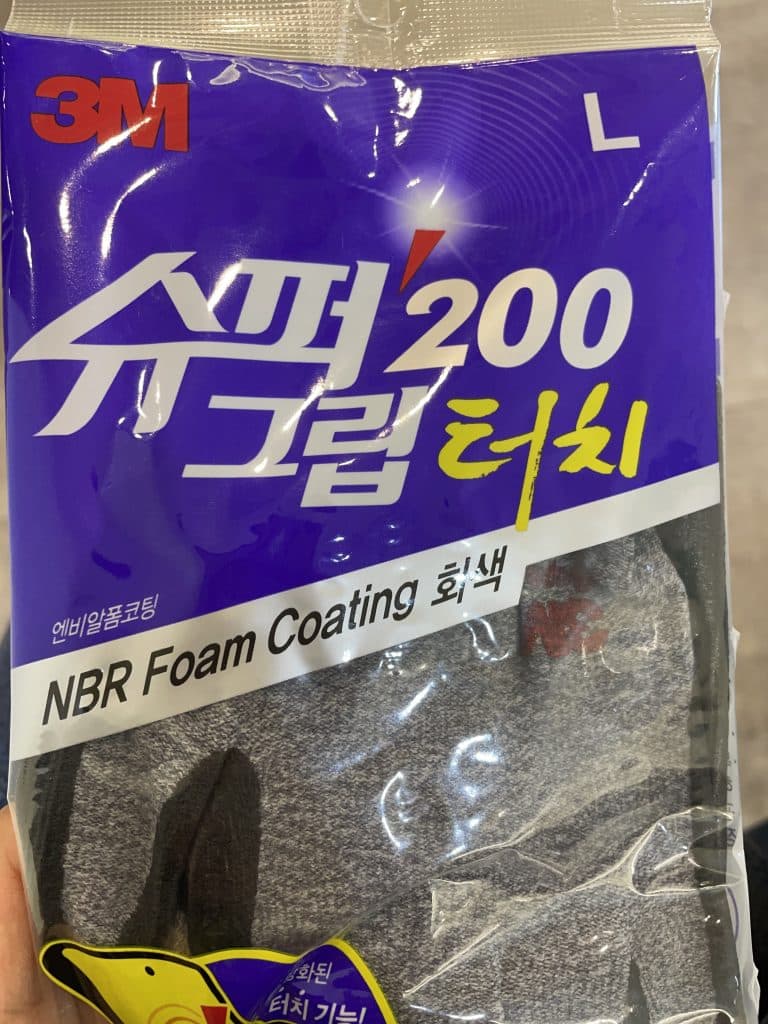 3M
L
슈퍼 '200
그립 터치
엔비알폼코팅
NBR Foam Coating 회색
3M
터치 기능!